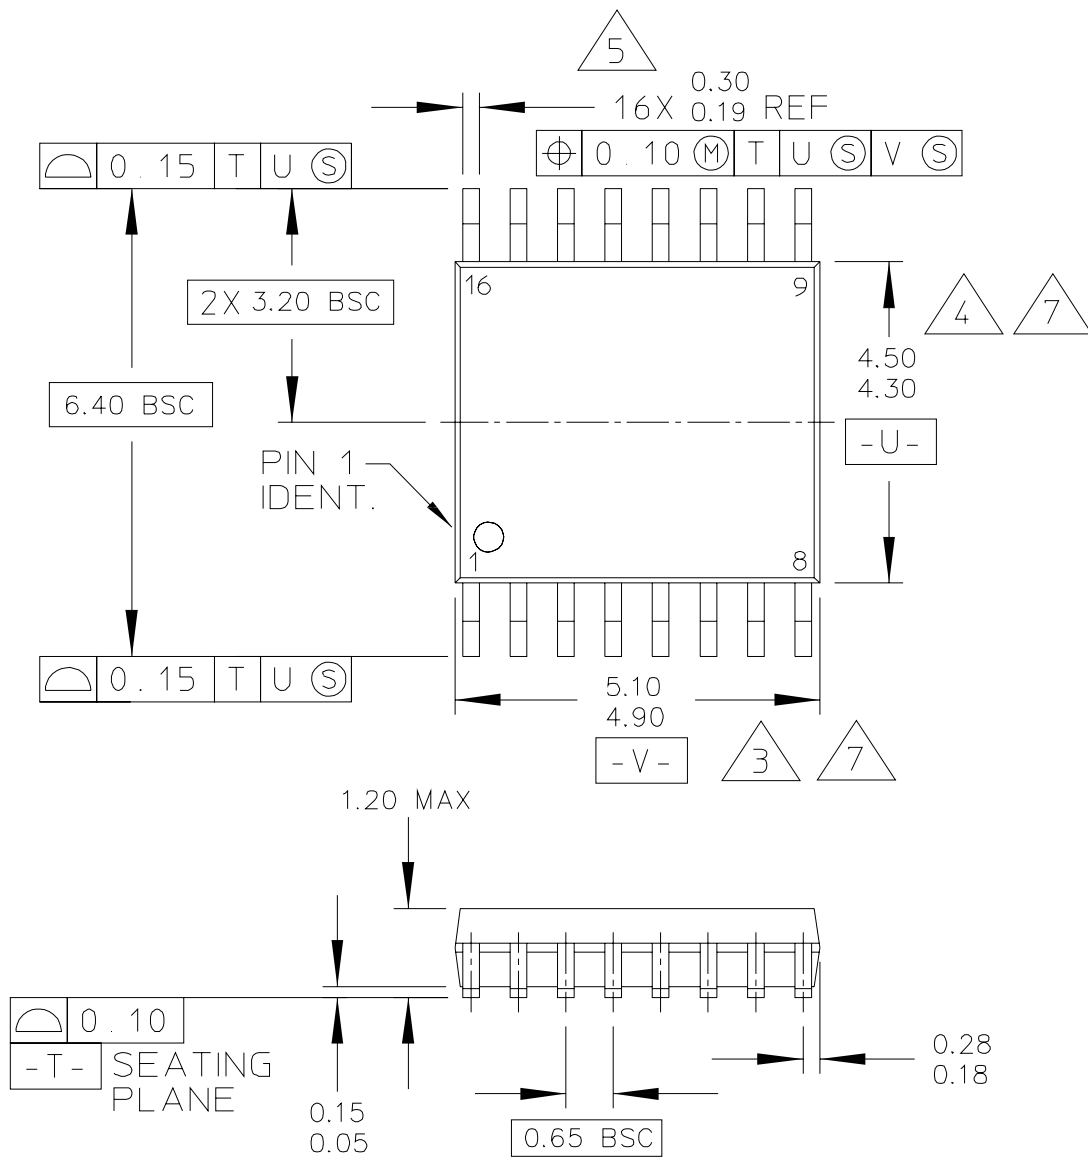 5
0.30
16X 0.19 REF
⌖ 0.10 Ⓜ T U Ⓢ V Ⓢ
⌓ 0.15 T U Ⓢ
2X 3.20 BSC
6.40 BSC
16
9
4
7
4.50
4.30
-U-
PIN 1
IDENT.
1
8
⌓ 0.15 T U Ⓢ
5.10
4.90
-V-
3
7
1.20 MAX
⌓ 0.10
-T- SEATING
PLANE
0.15
0.05
0.65 BSC
0.28
0.18